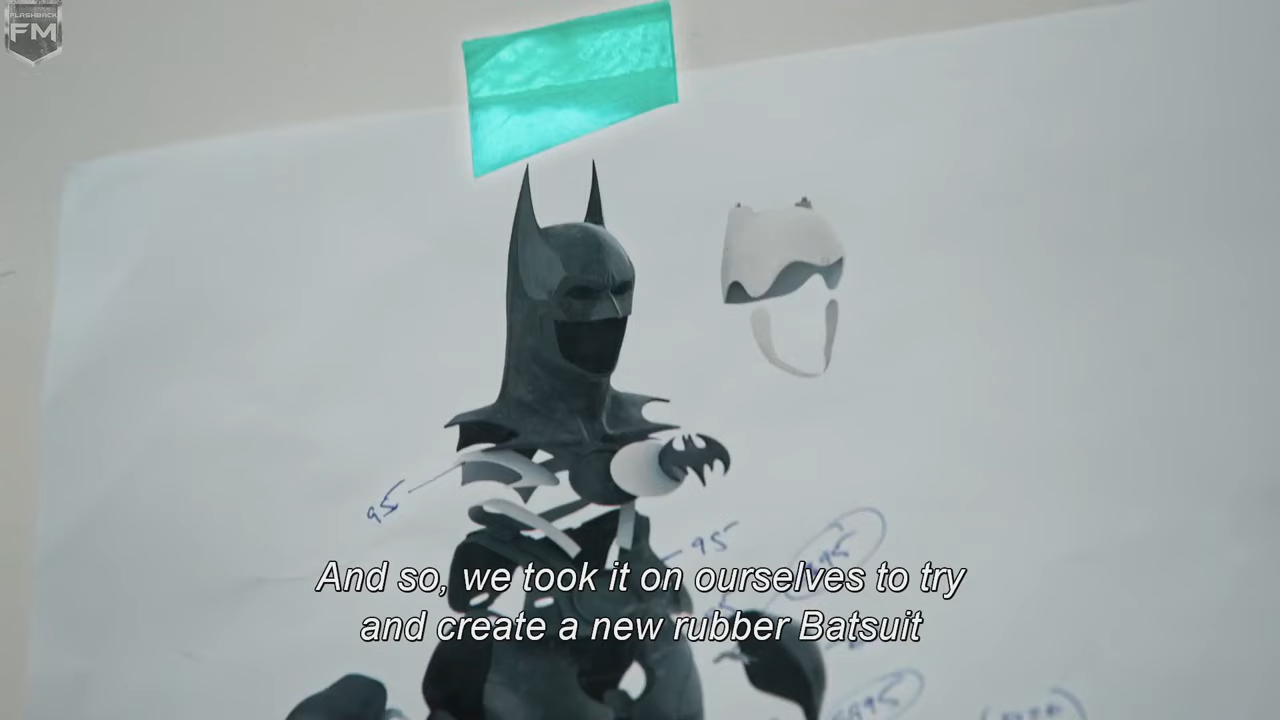 FLASHBACK
FM
95
95
And so, we took it on ourselves to try
and create a new rubber Batsuit